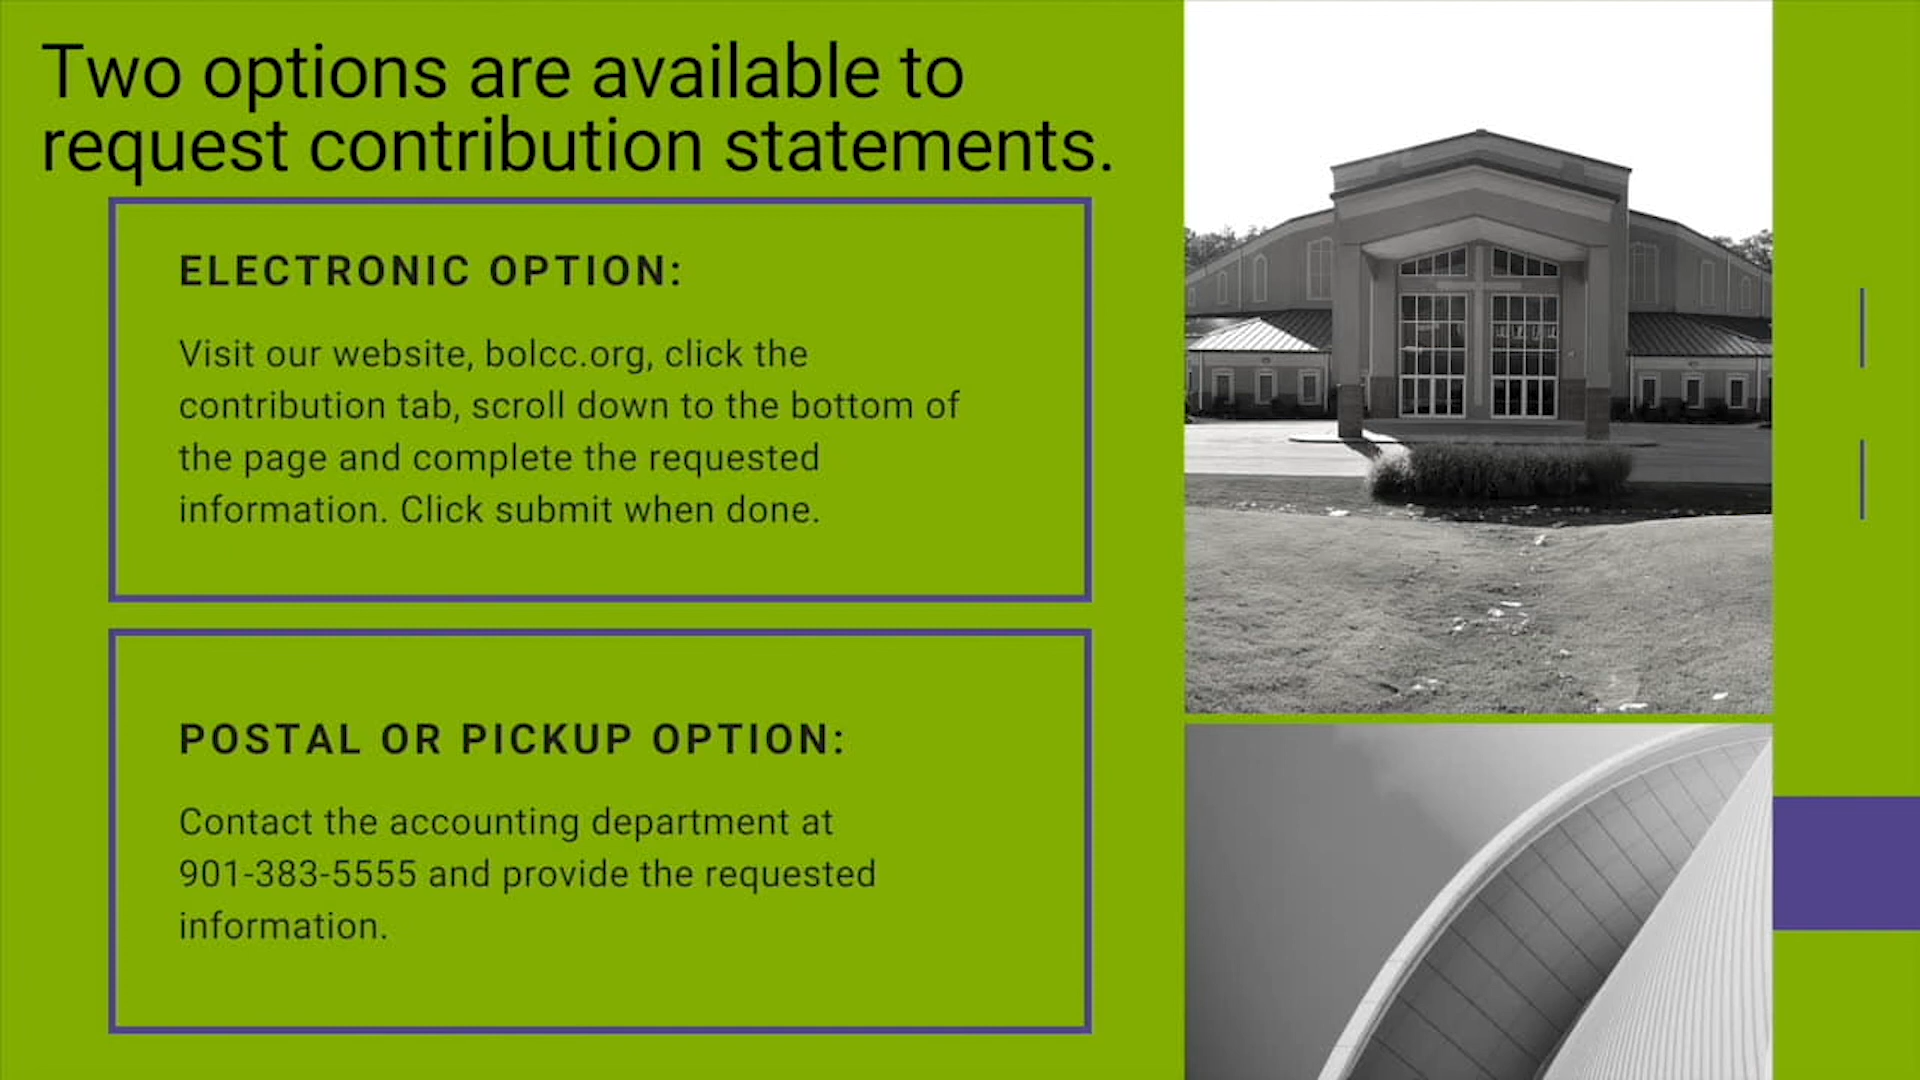 Two options are available to
request contribution statements.
ELECTRONIC OPTION:
Visit our website, bolcc.org, click the
contribution tab, scroll down to the bottom of
the page and complete the requested
information. Click submit when done.
POSTAL OR PICKUP OPTION:
Contact the accounting department at
901-383-5555 and provide the requested
information.